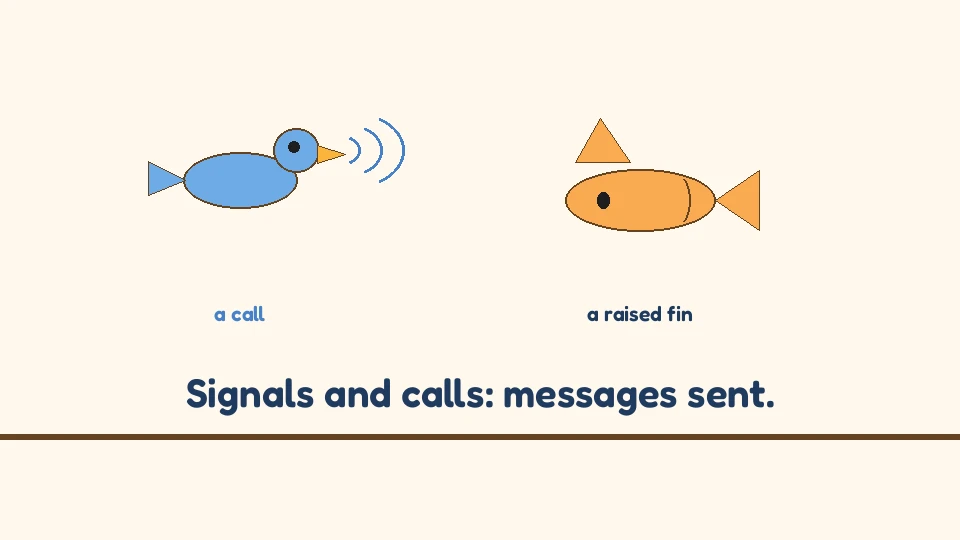 a call
a raised fin
Signals and calls: messages sent.